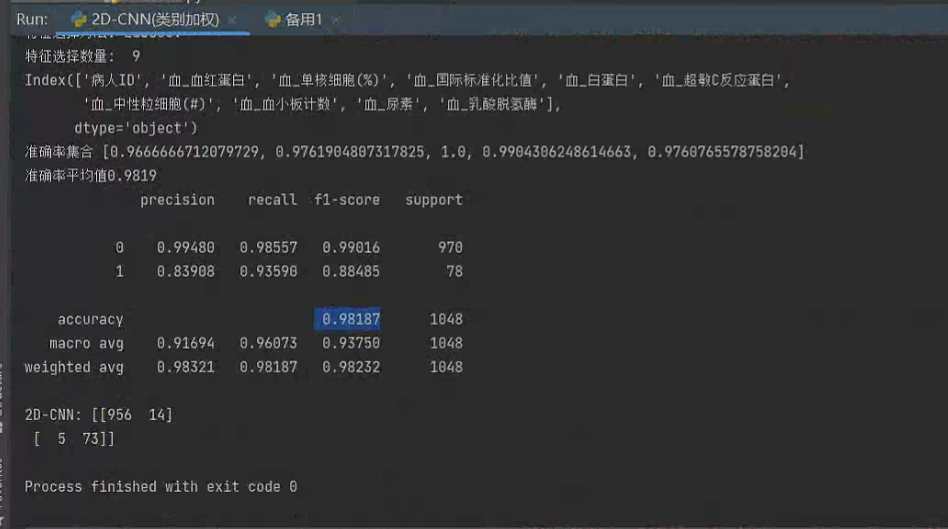 Run: 2D-CNN(类别加权) × 备用1 ×
特征选择数量: 9
Index(['病人ID', '血_血红蛋白', '血_单核细胞(%)', '血_国际标准化比值', '血_白蛋白', '血_超敏C反应蛋白',
'血_中性粒细胞(#)', '血_血小板计数', '血_尿素', '血_乳酸脱氢酶'],
dtype='object')
准确率集合 [0.9666666712079729, 0.9761904807317825, 1.0, 0.9904306248614663, 0.9760765578758204]
准确率平均值0.9819
precision recall f1-score support
0 0.99480 0.98557 0.99016 970
1 0.83908 0.93590 0.88485 78
accuracy 0.98187 1048
macro avg 0.91694 0.96073 0.93750 1048
weighted avg 0.98321 0.98187 0.98232 1048
2D-CNN: [[956 14]
[ 5 73]]
Process finished with exit code 0